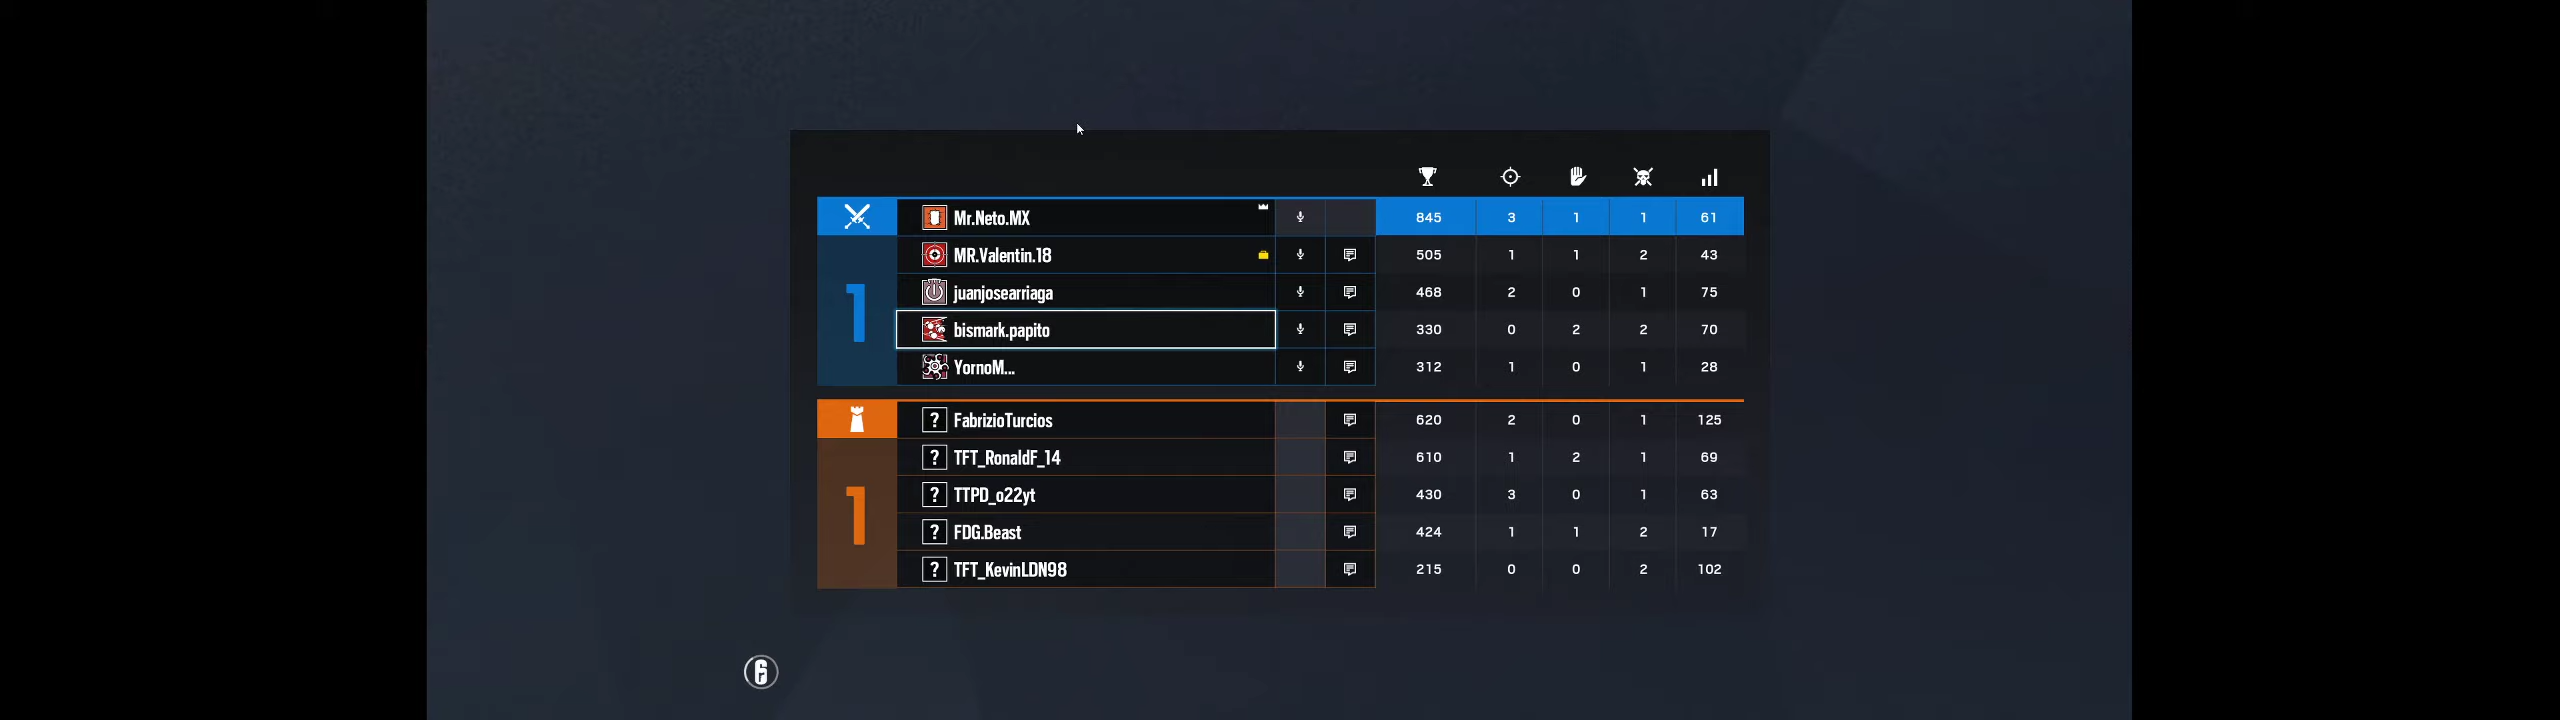 Mr.Neto.MX 845 3 1 1 61
MR.Valentin.18 505 1 1 2 43
1
juanjosearriaga 468 2 0 1 75
bismark.papito 330 0 2 2 70
YornoM... 312 1 0 1 28
? FabrizioTurcios 620 2 0 1 125
? TFT_RonaldF_14 610 1 2 1 69
1
? TTPD_o22yt 430 3 0 1 63
? FDG.Beast 424 1 1 2 17
? TFT_KevinLDN98 215 0 0 2 102
6